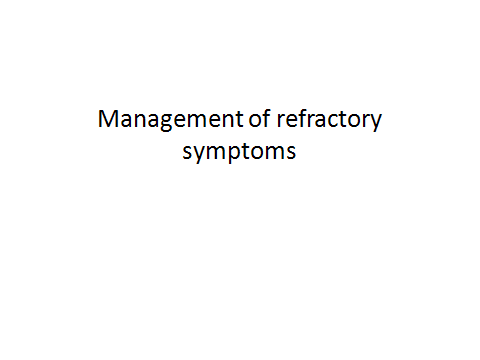 Management of refractory
symptoms